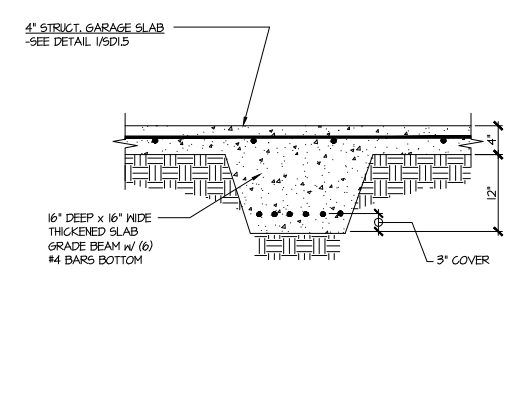 4" STRUCT. GARAGE SLAB
-SEE DETAIL 1/SD1.5
4"
12"
16" DEEP x 16" WIDE
THICKENED SLAB
GRADE BEAM w/ (6)
#4 BARS BOTTOM
3" COVER